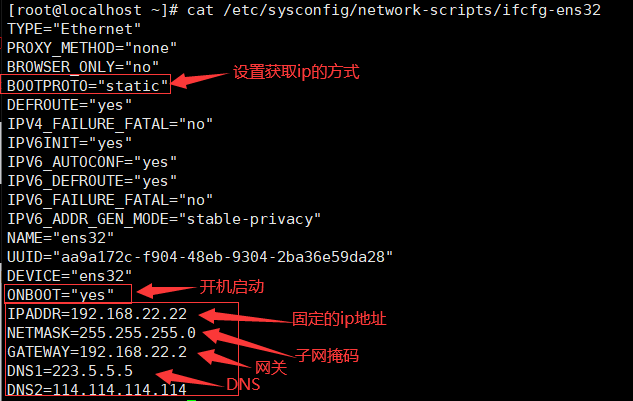 [root@localhost ~]# cat /etc/sysconfig/network-scripts/ifcfg-ens32
TYPE="Ethernet"
PROXY_METHOD="none"
BROWSER_ONLY="no"
设置获取ip的方式
BOOTPROTO="static"
DEFROUTE="yes"
IPV4_FAILURE_FATAL="no"
IPV6INIT="yes"
IPV6_AUTOCONF="yes"
IPV6_DEFROUTE="yes"
IPV6_FAILURE_FATAL="no"
IPV6_ADDR_GEN_MODE="stable-privacy"
NAME="ens32"
UUID="aa9a172c-f904-48eb-9304-2ba36e59da28"
DEVICE="ens32"
开机启动
ONBOOT="yes"
IPADDR=192.168.22.22
固定的ip地址
NETMASK=255.255.255.0
子网掩码
GATEWAY=192.168.22.2
网关
DNS1=223.5.5.5
DNS
DNS2=114.114.114.114